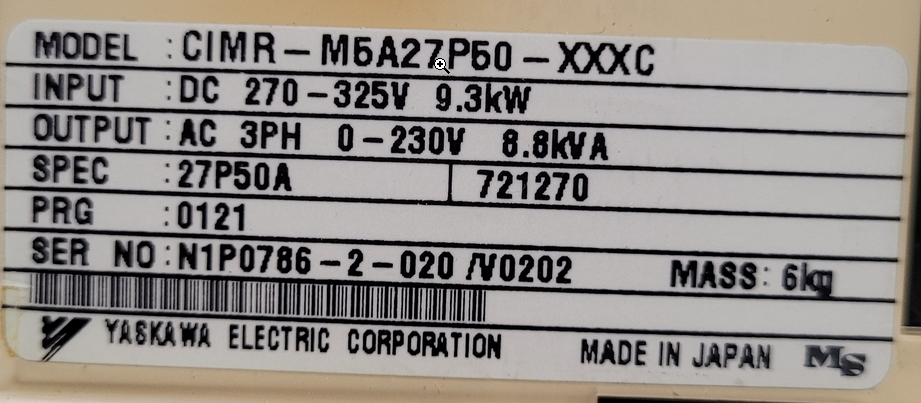 MODEL :CIMR-M5A27P50-XXXC
INPUT :DC 270-325V 9.3kW
OUTPUT :AC 3PH 0-230V 8.8kVA
SPEC :27P50A 721270
PRG :0121
SER NO:N1P0786-2-020/V0202 MASS: 6kg
YASKAWA ELECTRIC CORPORATION MADE IN JAPAN MS